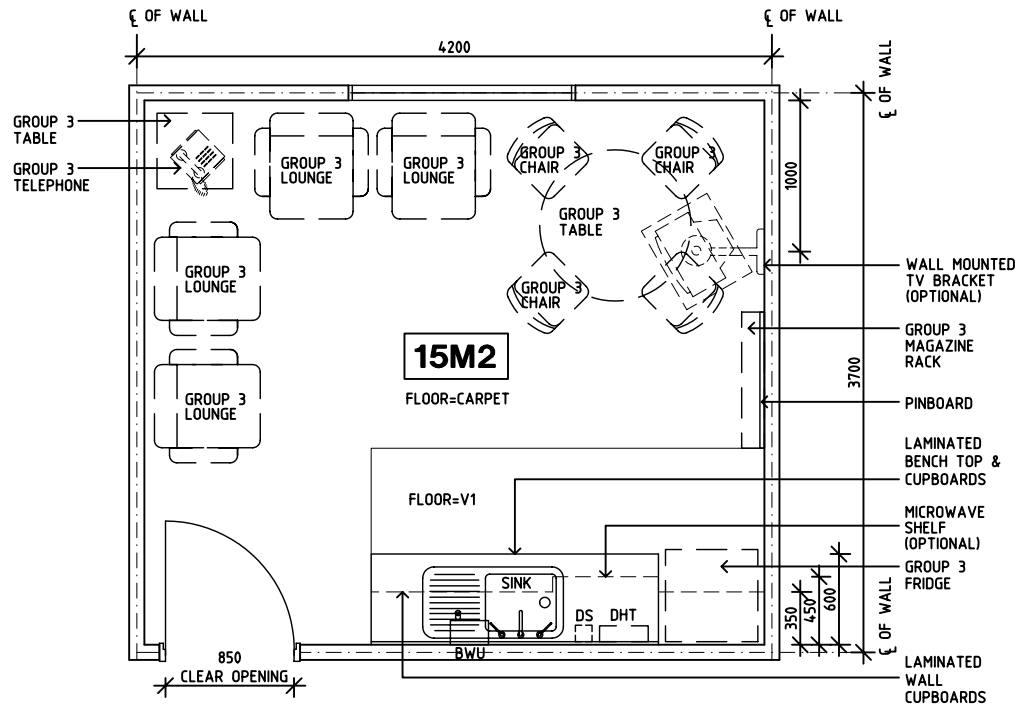 ℄ OF WALL
℄ OF WALL
4200
℄ OF WALL
GROUP 3
TABLE
GROUP 3
TELEPHONE
GROUP 3
LOUNGE
GROUP 3
LOUNGE
GROUP 3
CHAIR
GROUP 3
CHAIR
1000
GROUP 3
TABLE
GROUP 3
LOUNGE
GROUP 3
CHAIR
WALL MOUNTED
TV BRACKET
(OPTIONAL)
GROUP 3
MAGAZINE
RACK
15M2
FLOOR=CARPET
3700
GROUP 3
LOUNGE
PINBOARD
LAMINATED
BENCH TOP &
CUPBOARDS
FLOOR=V1
MICROWAVE
SHELF
(OPTIONAL)
GROUP 3
FRIDGE
SINK
DS
DHT
BWU
350
450
600
℄ OF WALL
850
CLEAR OPENING
LAMINATED
WALL
CUPBOARDS